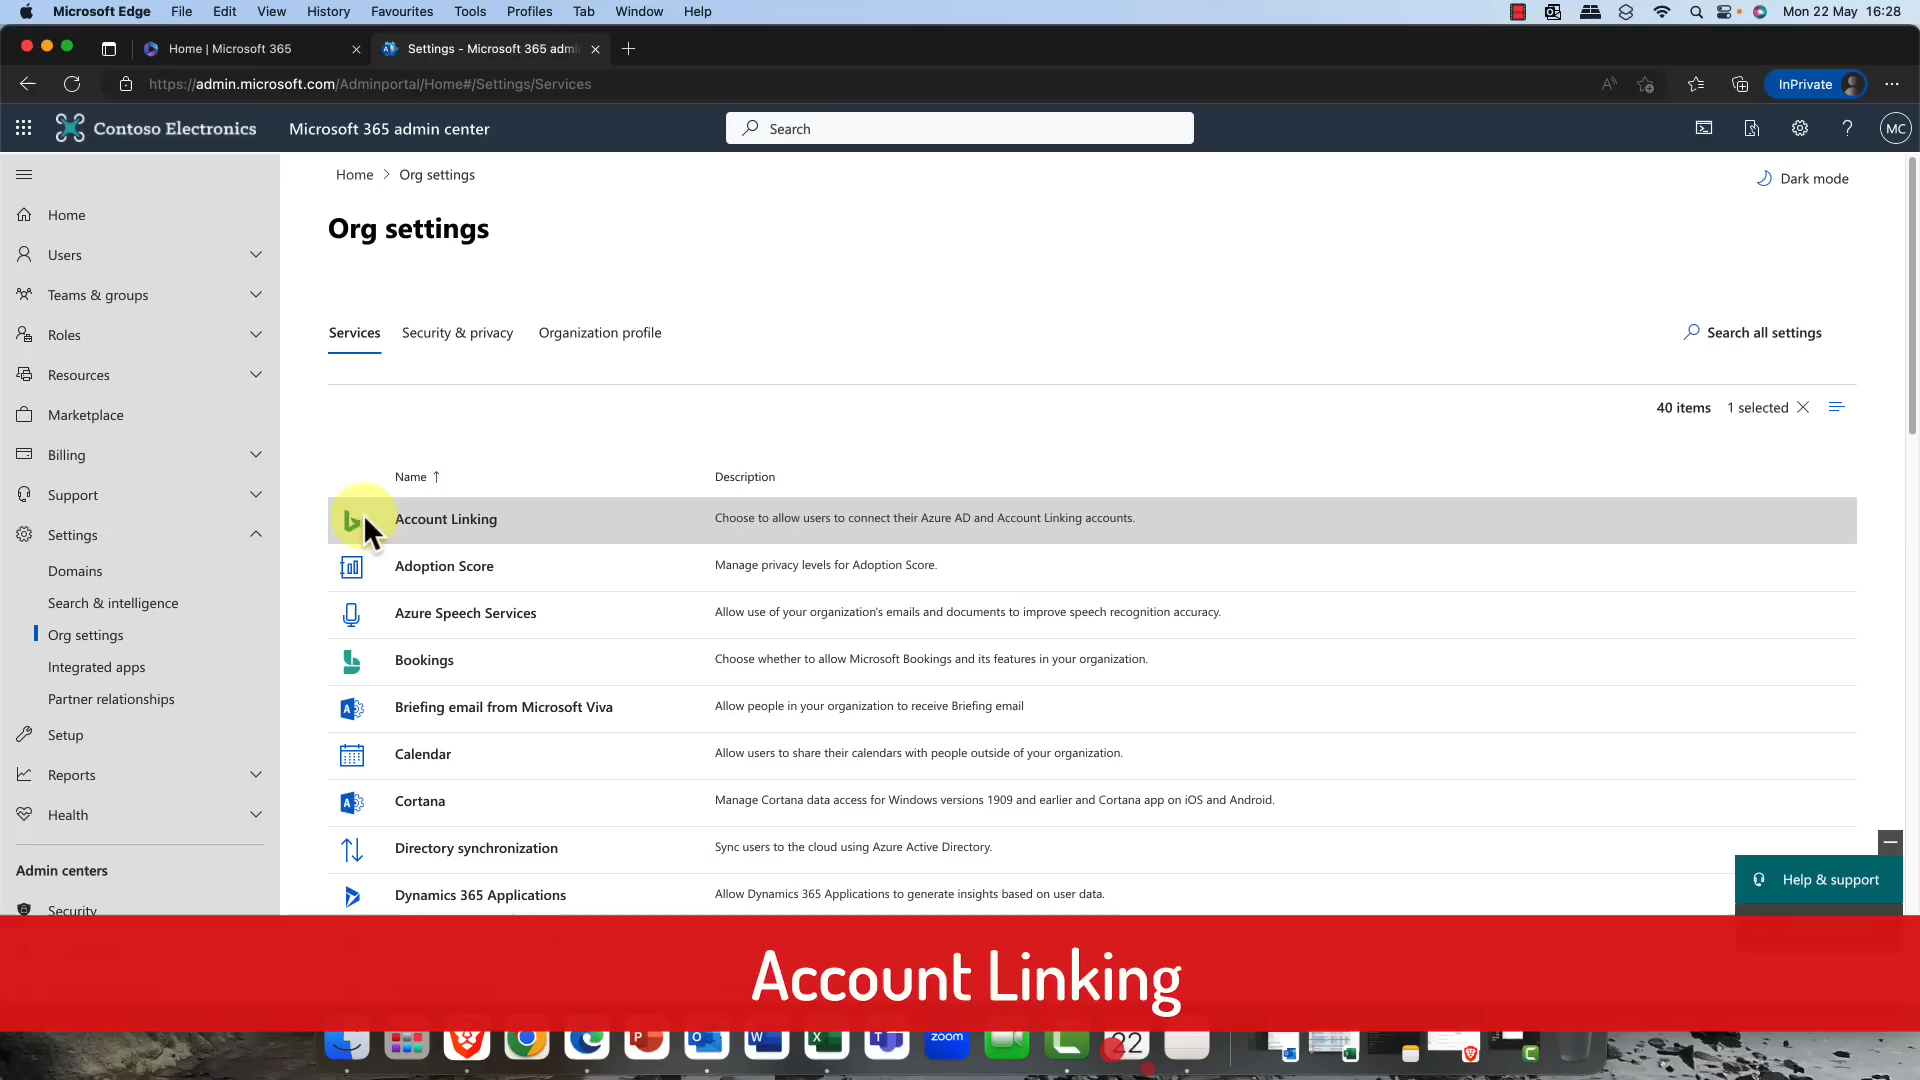 Microsoft Edge File Edit View History Favourites Tools Profiles Tab Window Help Mon 22 May 16:28
Home | Microsoft 365 Settings - Microsoft 365 admi
https://admin.microsoft.com/Adminportal/Home#/Settings/Services InPrivate
Contoso Electronics Microsoft 365 admin center Search MC
Home > Org settings Dark mode
Org settings
Services Security & privacy Organization profile Search all settings
40 items 1 selected
Name ↑ Description
Account Linking Choose to allow users to connect their Azure AD and Account Linking accounts.
Adoption Score Manage privacy levels for Adoption Score.
Azure Speech Services Allow use of your organization's emails and documents to improve speech recognition accuracy.
Bookings Choose whether to allow Microsoft Bookings and its features in your organization.
Briefing email from Microsoft Viva Allow people in your organization to receive Briefing email
Calendar Allow users to share their calendars with people outside of your organization.
Cortana Manage Cortana data access for Windows versions 1909 and earlier and Cortana app on iOS and Android.
Directory synchronization Sync users to the cloud using Azure Active Directory.
Dynamics 365 Applications Allow Dynamics 365 Applications to generate insights based on user data.
Home
Users
Teams & groups
Roles
Resources
Marketplace
Billing
Support
Settings
Domains
Search & intelligence
Org settings
Integrated apps
Partner relationships
Setup
Reports
Health
Admin centers
Security
Help & support
Account Linking
zoom
22